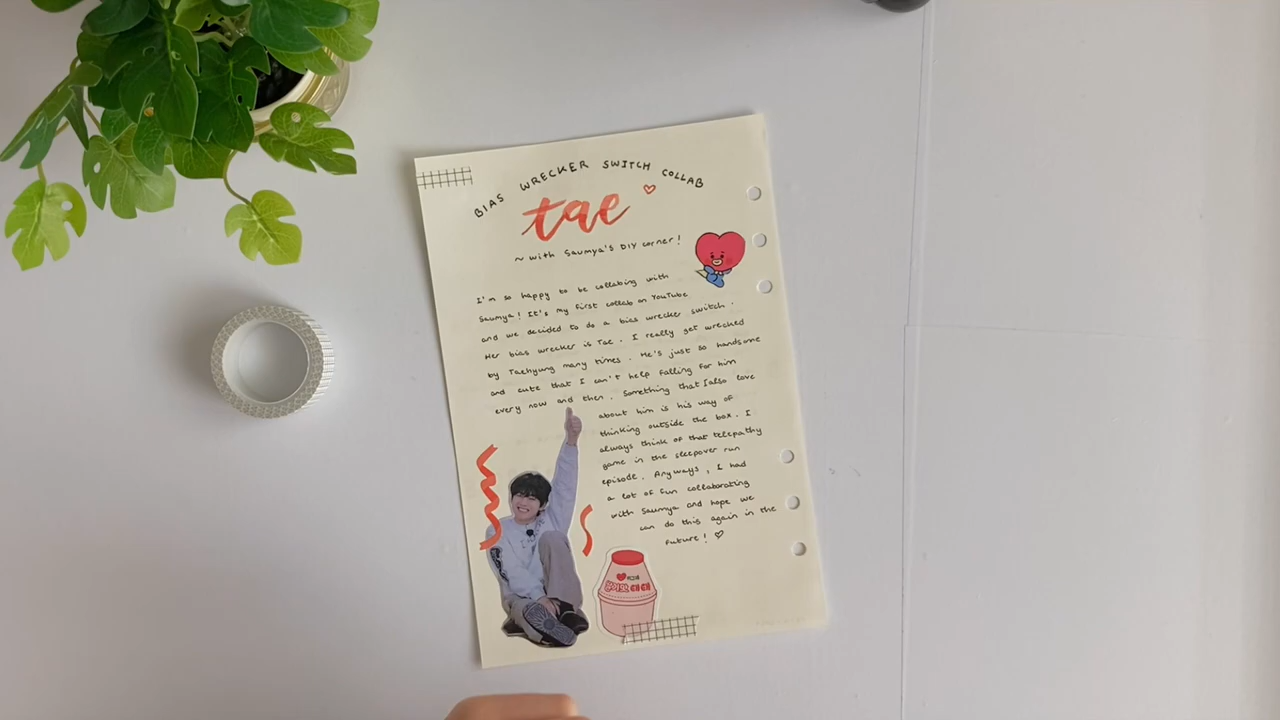 BIAS WRECKER SWITCH COLLAB
tae
~ with Saumya's DIY corner!
I'm so happy to be collabing with
Saumya! It's my first collab on YouTube
and we decided to do a bias wrecker switch.
Her bias wrecker is Tae. I really get wrecked
by Taehyung many times. He's just so handsome
and cute that I can't help falling for him
every now and then. Something that I also love
about him is his way of
thinking outside the box. I
always think of that telepathy
game in the sleepover run
episode. Anyways, I had
a lot of fun collaborating
with Saumya and hope we
can do this again in the
future! ♡